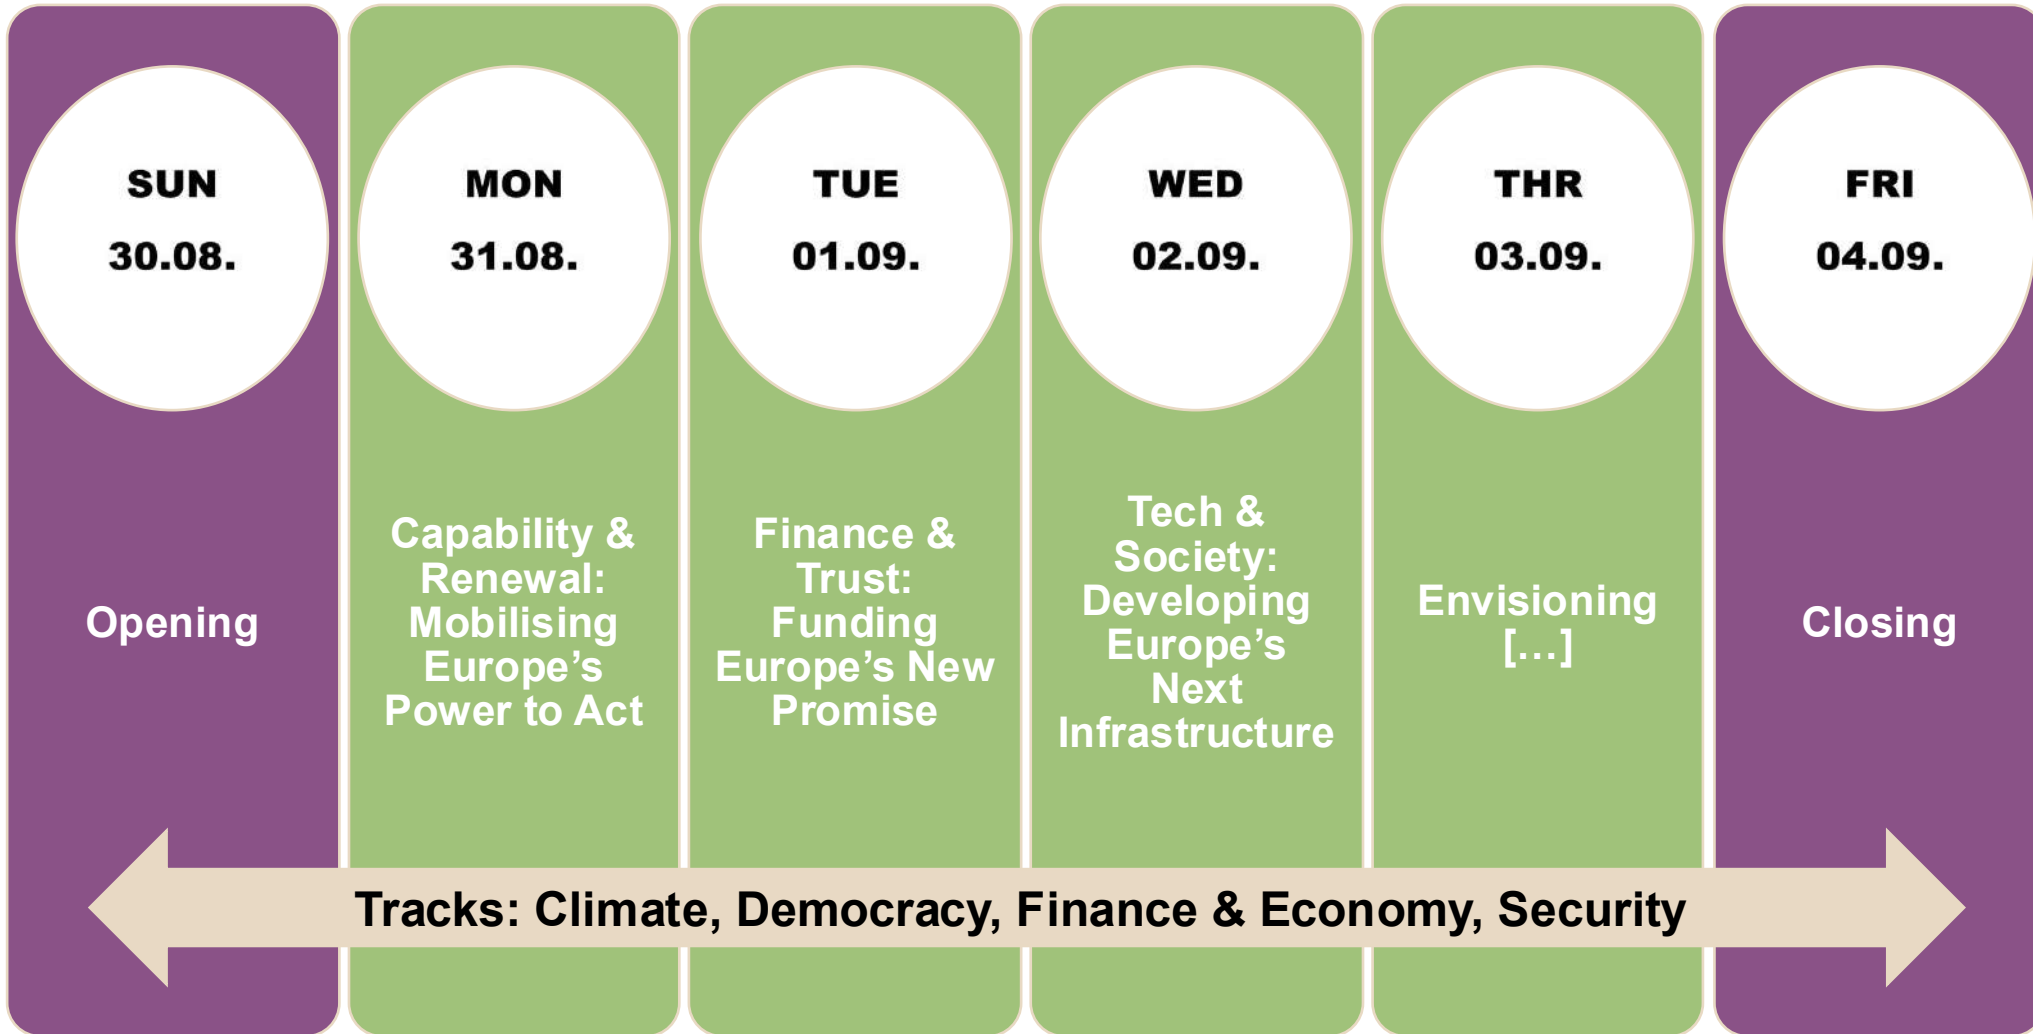 SUN
30.08.
Opening
MON
31.08.
Capability &
Renewal:
Mobilising
Europe’s
Power to Act
TUE
01.09.
Finance &
Trust:
Funding
Europe’s New
Promise
WED
02.09.
Tech &
Society:
Developing
Europe’s
Next
Infrastructure
THR
03.09.
Envisioning
[…]
FRI
04.09.
Closing
Tracks: Climate, Democracy, Finance & Economy, Security